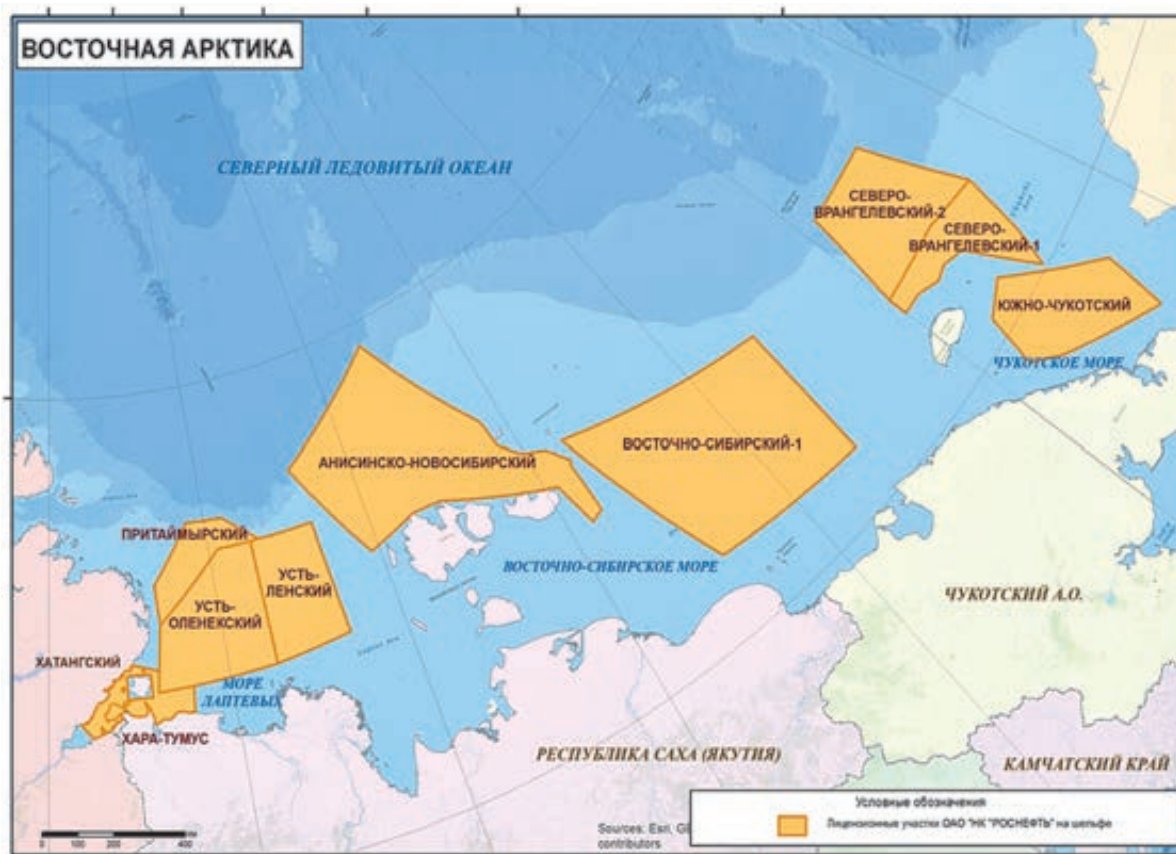 ВОСТОЧНАЯ АРКТИКА
СЕВЕРНЫЙ ЛЕДОВИТЫЙ ОКЕАН
СЕВЕРО-
ВРАНГЕЛЕВСКИЙ-2
СЕВЕРО-
ВРАНГЕЛЕВСКИЙ-1
ЮЖНО-ЧУКОТСКИЙ
ЧУКОТСКОЕ МОРЕ
ВОСТОЧНО-СИБИРСКИЙ-1
АНИСИНСКО-НОВОСИБИРСКИЙ
ПРИТАЙМЫРСКИЙ
ВОСТОЧНО-СИБИРСКОЕ МОРЕ
УСТЬ-
ЛЕНСКИЙ
УСТЬ-
ОЛЕНЕКСКИЙ
ЧУКОТСКИЙ А.О.
ХАТАНГСКИЙ
МОРЕ
ЛАПТЕВЫХ
ХАРА-ТУМУС
РЕСПУБЛИКА САХА (ЯКУТИЯ)
КАМЧАТСКИЙ КРАЙ
Условные обозначения
Лицензионные участки ОАО "НК "РОСНЕФТЬ" на шельфе
Sources: Esri,
contributors
0 100 200 400